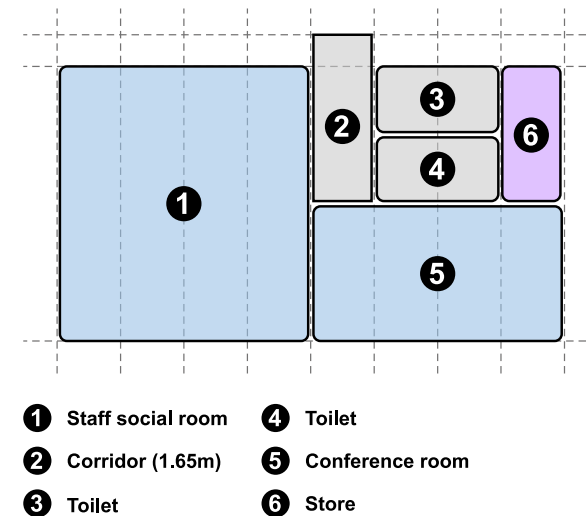 3
2
6
4
1
5
1 Staff social room
2 Corridor (1.65m)
3 Toilet
4 Toilet
5 Conference room
6 Store